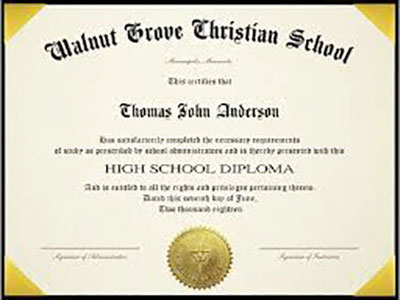 Walnut Grove Christian School
Minneapolis, Minnesota
This certifies that
Thomas John Anderson
Has satisfactorily completed the necessary requirements
of study as prescribed by school administrators and is hereby presented with this
HIGH SCHOOL DIPLOMA
And is entitled to all the rights and privileges pertaining thereto.
Dated this seventh day of June,
Two thousand eighteen
Signature of Administrator
Signature of Instructor